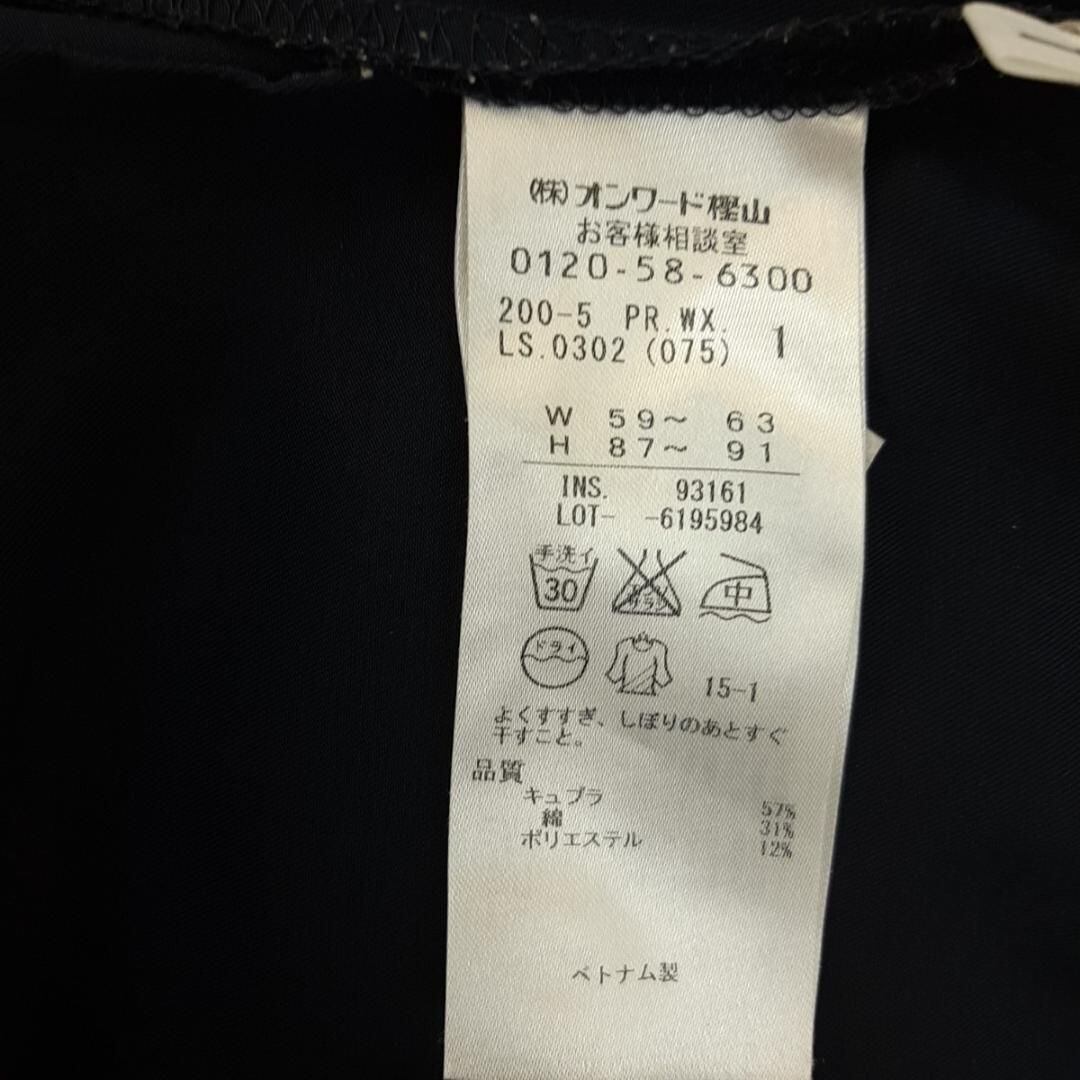 (株)オンワード樫山
お客様相談室
0120-58-6300
200-5 PR.WX. 1
LS.0302 (075)
W 59〜 63
H 87〜 91
INS. 93161
LOT- -6195984
手洗イ
30
中
ドライ
15-1
よくすすぎ、しぼりのあとすぐ
干すこと。
品質
キュプラ 57%
綿 31%
ポリエステル 12%
ベトナム製